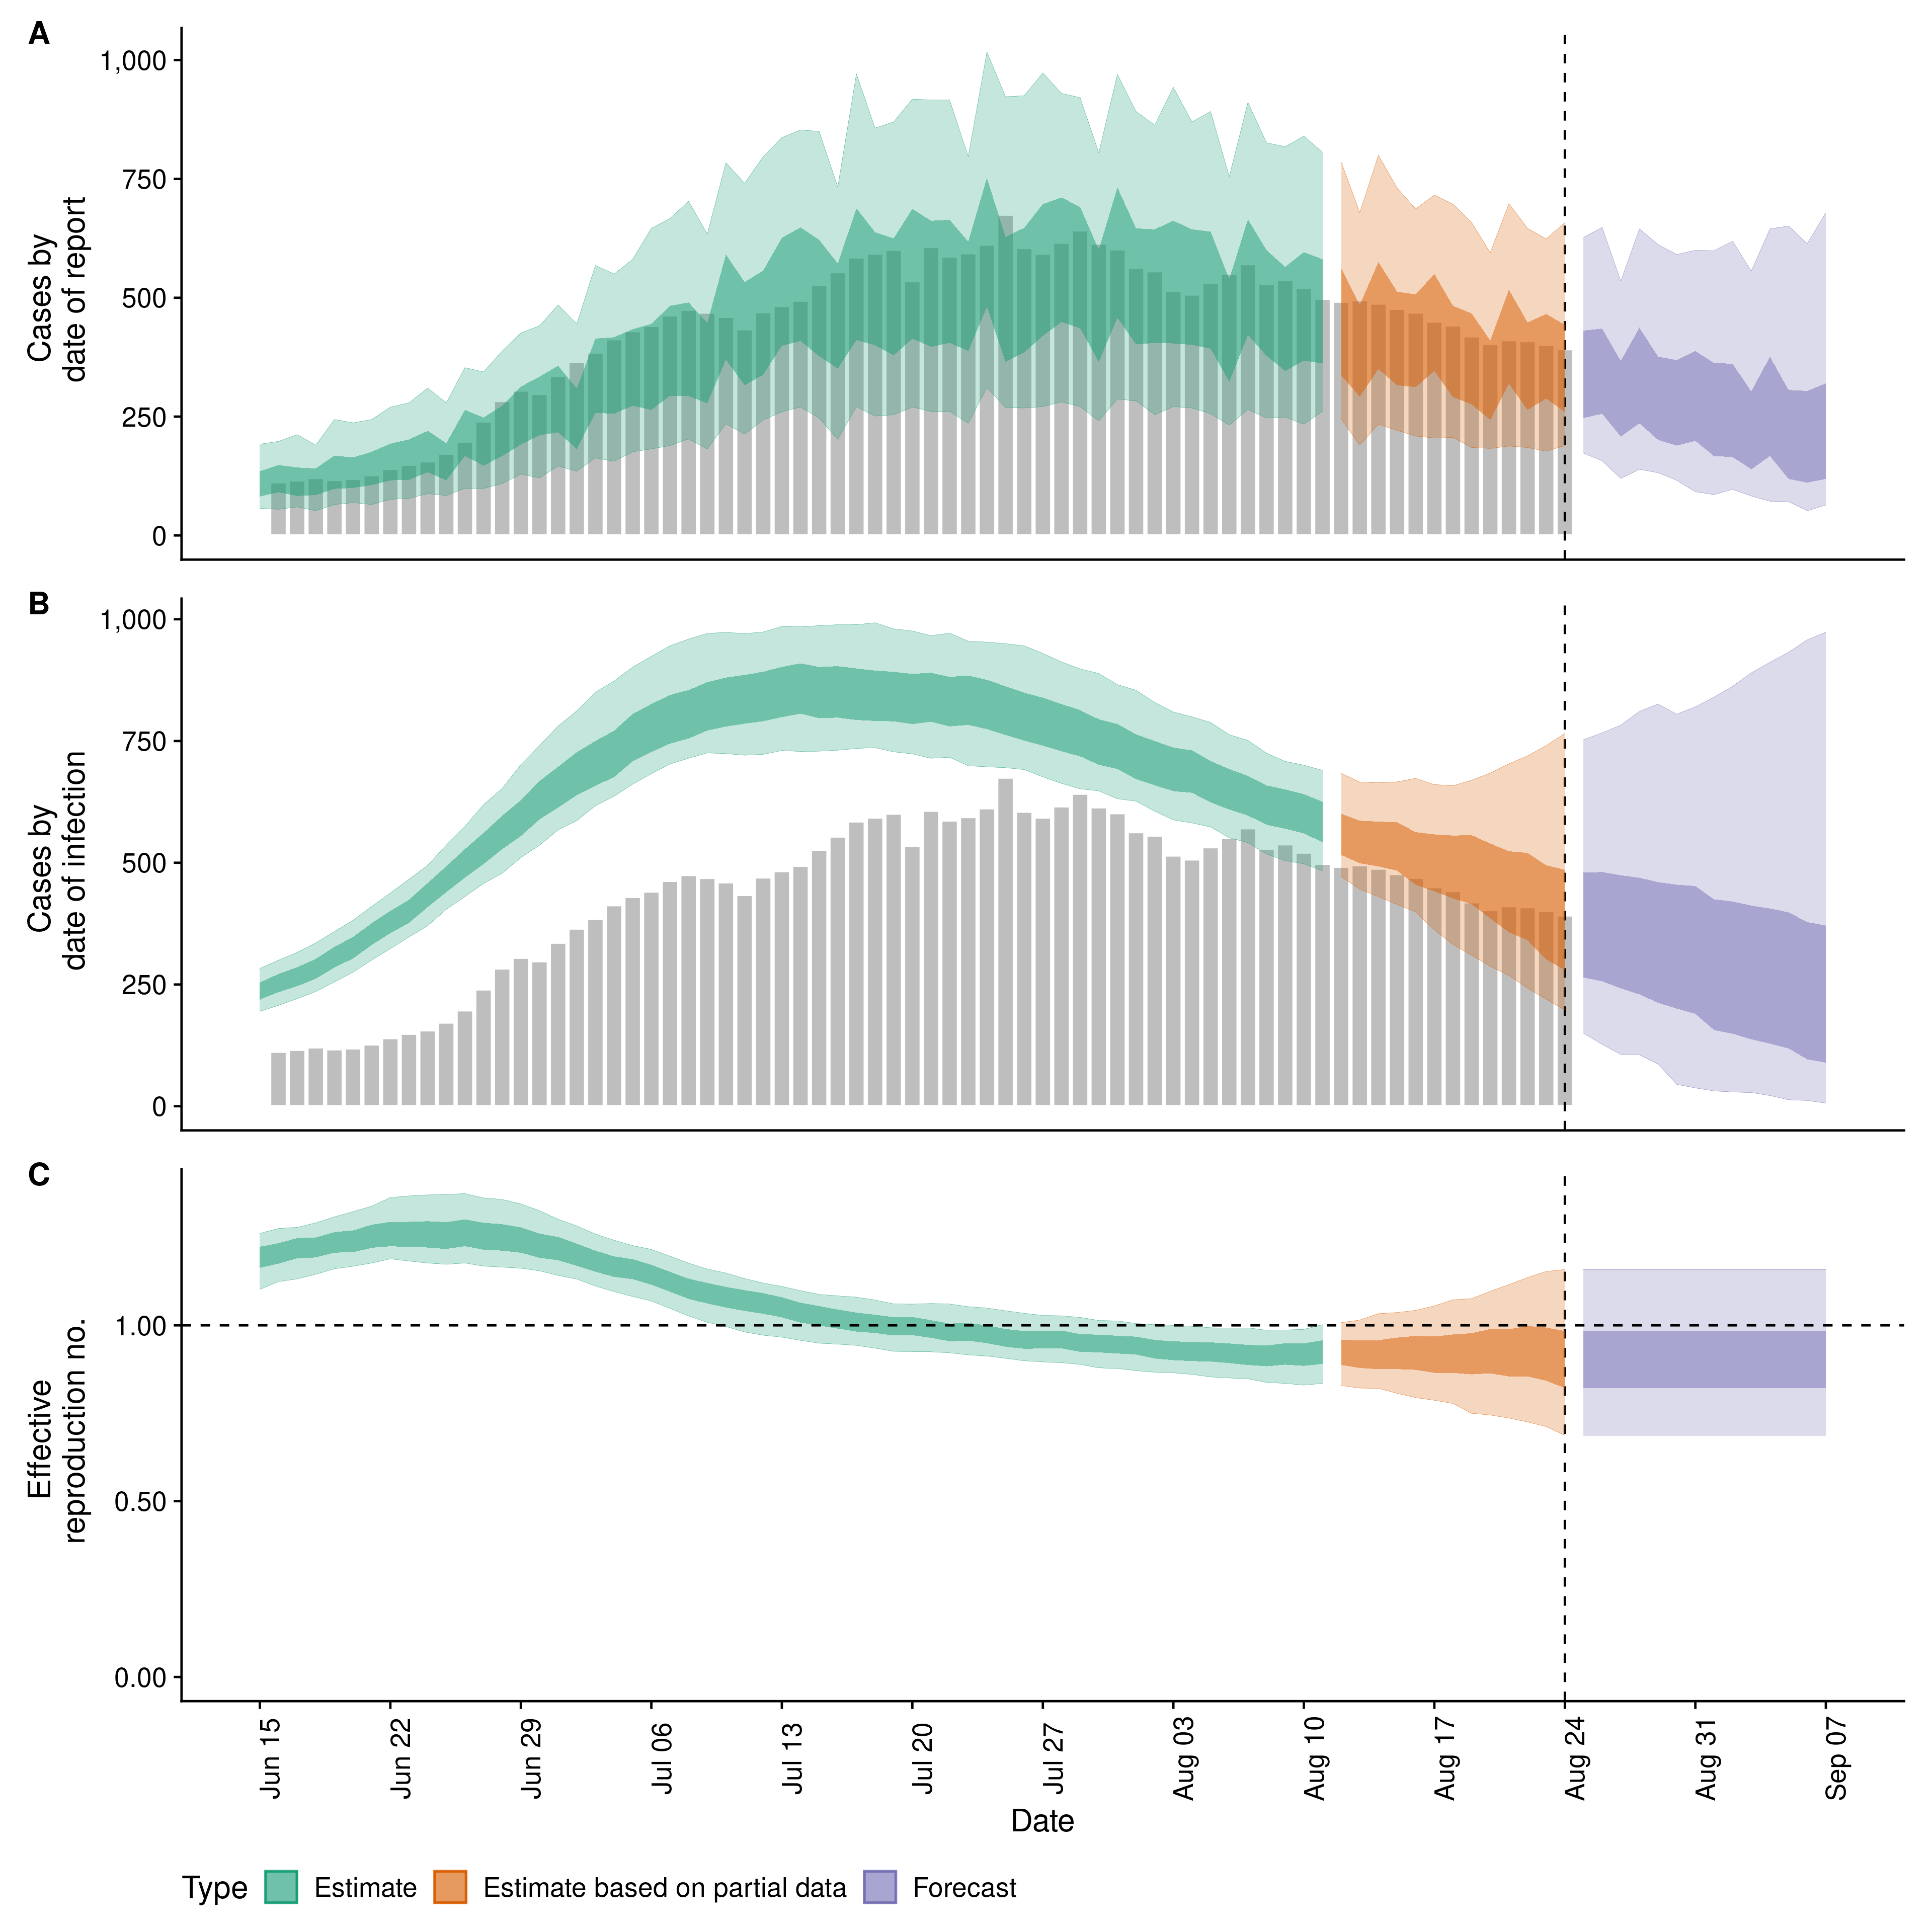 A
1,000
750
500
250
0
Cases by
date of report
B
1,000
750
500
250
0
Cases by
date of infection
C
1.00
0.50
0.00
Effective
reproduction no.
Jun 15
Jun 22
Jun 29
Jul 06
Jul 13
Jul 20
Jul 27
Aug 03
Aug 10
Aug 17
Aug 24
Aug 31
Sep 07
Date
Type Estimate Estimate based on partial data Forecast